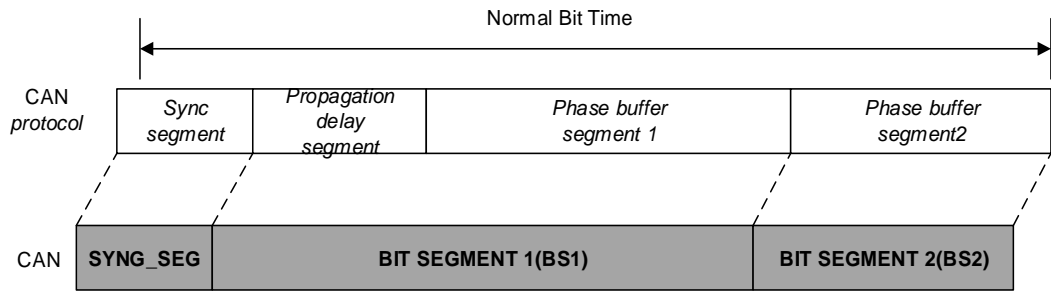 Normal Bit Time
CAN
protocol
Sync
segment
Propagation
delay
segment
Phase buffer
segment 1
Phase buffer
segment2
CAN
SYNG_SEG
BIT SEGMENT 1(BS1)
BIT SEGMENT 2(BS2)